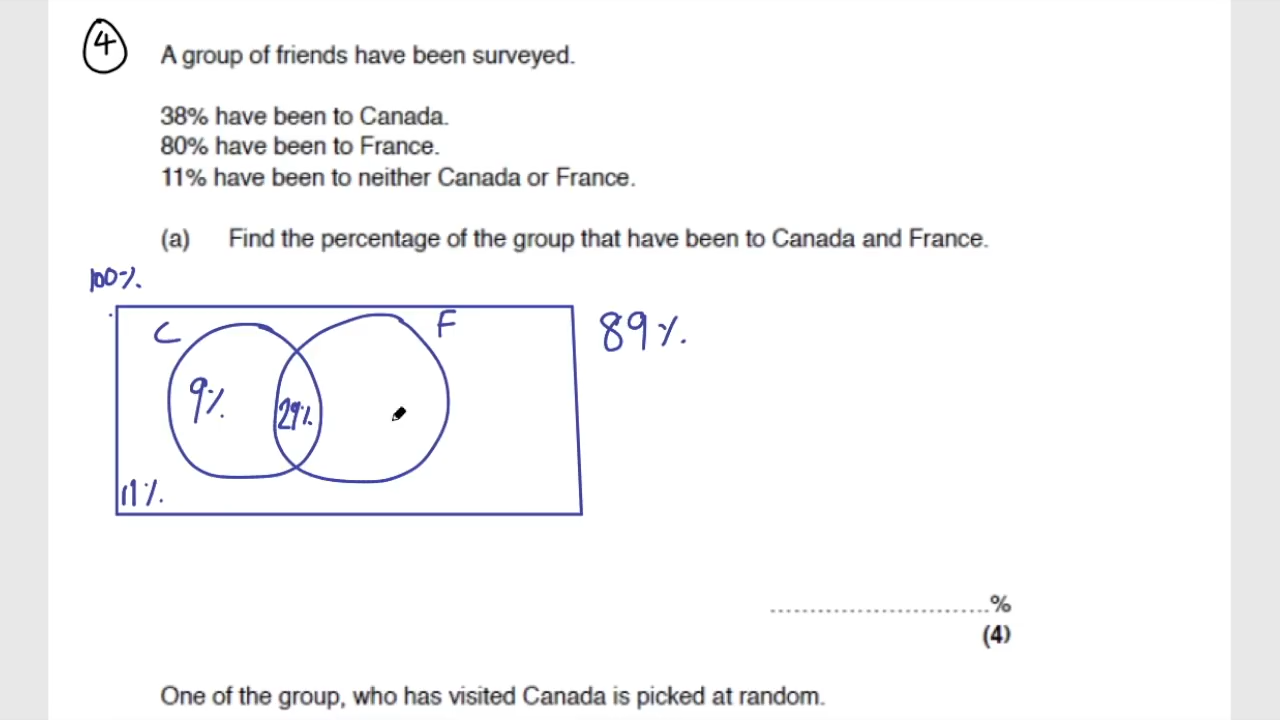 4
A group of friends have been surveyed.
38% have been to Canada.
80% have been to France.
11% have been to neither Canada or France.
(a) Find the percentage of the group that have been to Canada and France.
100%.
C F 89%.
9%. 29%.
11%.
..............................%
(4)
One of the group, who has visited Canada is picked at random.